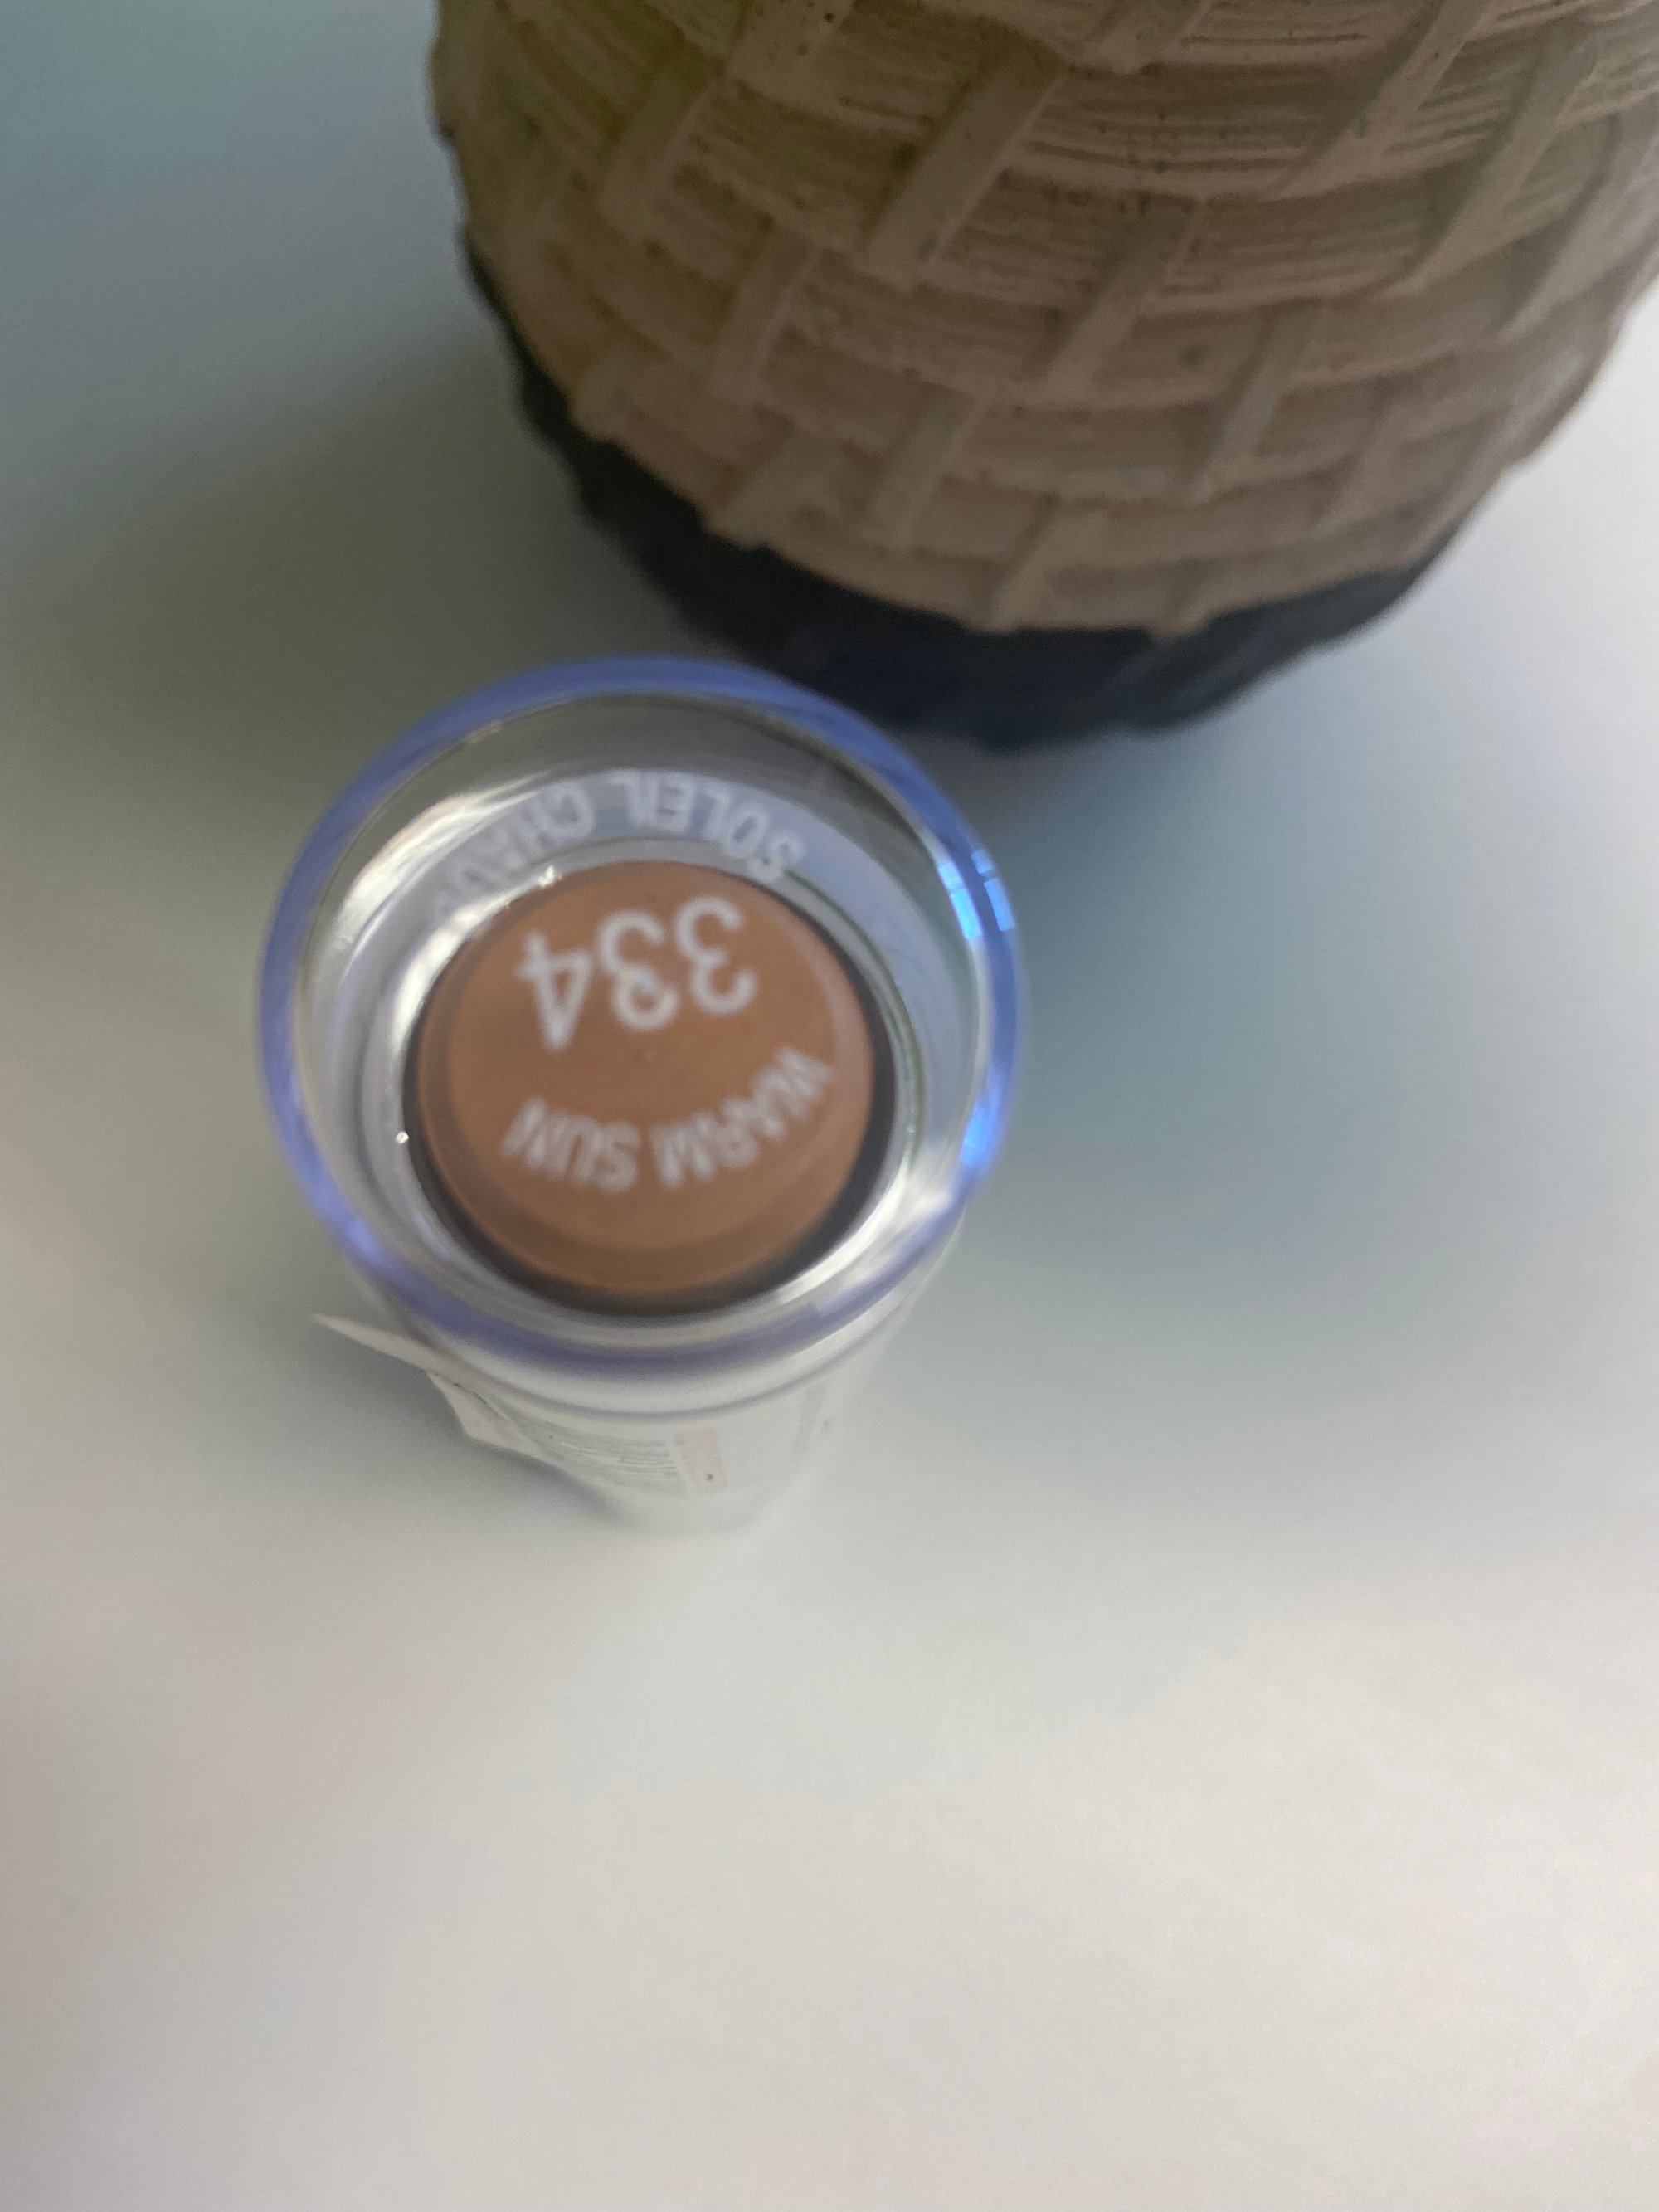 WARM SUN
334
SOLEIL CHAUD